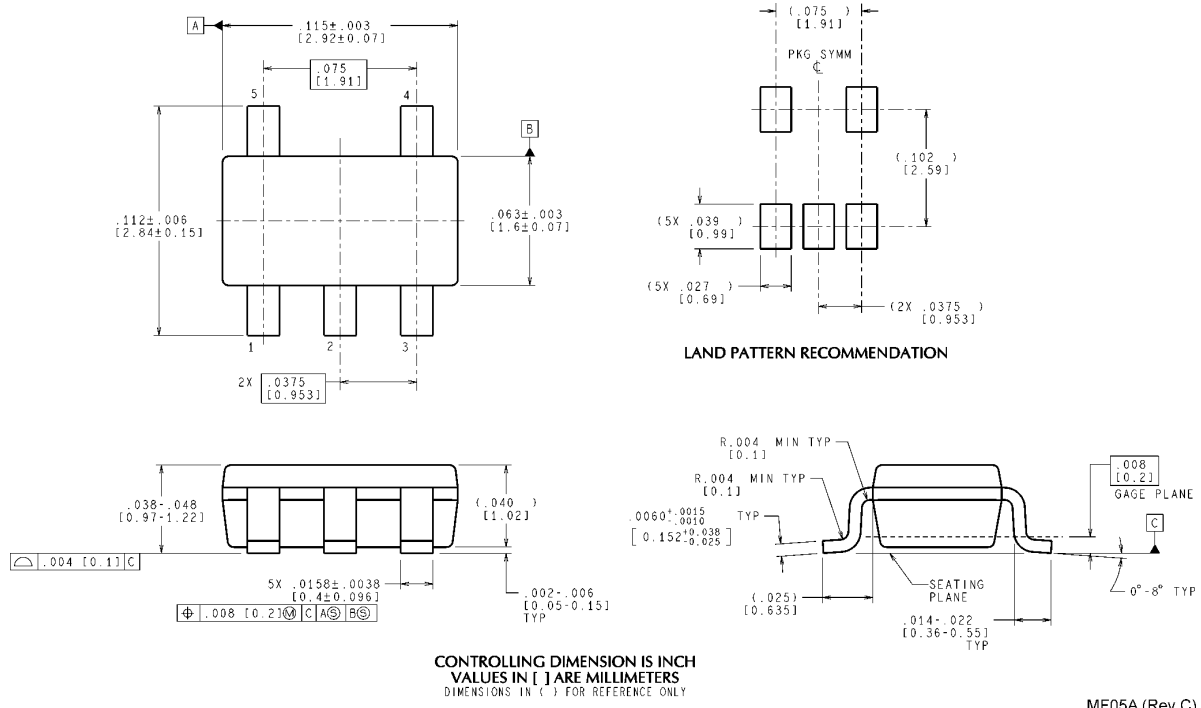 A
.115±.003
[2.92±0.07]
.075
[1.91]
5
4
B
.112±.006
[2.84±0.15]
.063±.003
[1.6±0.07]
1
2
3
2X .0375
[0.953]
(.075 )
[1.91]
PKG SYMM
℄
(.102 )
[2.59]
(5X .039 )
[0.99]
(5X .027 )
[0.69]
(2X .0375 )
[0.953]
LAND PATTERN RECOMMENDATION
.038-.048
[0.97-1.22]
(.040 )
[1.02]
⌓ .004 [0.1] C
5X .0158±.0038
[0.4±0.096]
⌖ .008 [0.2]Ⓜ C AⓈ BⓈ
.002-.006
[0.05-0.15]
TYP
R.004 MIN TYP
[0.1]
R.004 MIN TYP
[0.1]
.0060+.0015-.0010 TYP
[0.152+0.038-0.025]
.008
[0.2]
GAGE PLANE
C
SEATING
PLANE
0°-8° TYP
(.025)
[0.635]
.014-.022
[0.36-0.55]
TYP
CONTROLLING DIMENSION IS INCH
VALUES IN [ ] ARE MILLIMETERS
DIMENSIONS IN ( ) FOR REFERENCE ONLY
MF05A (Rev C)